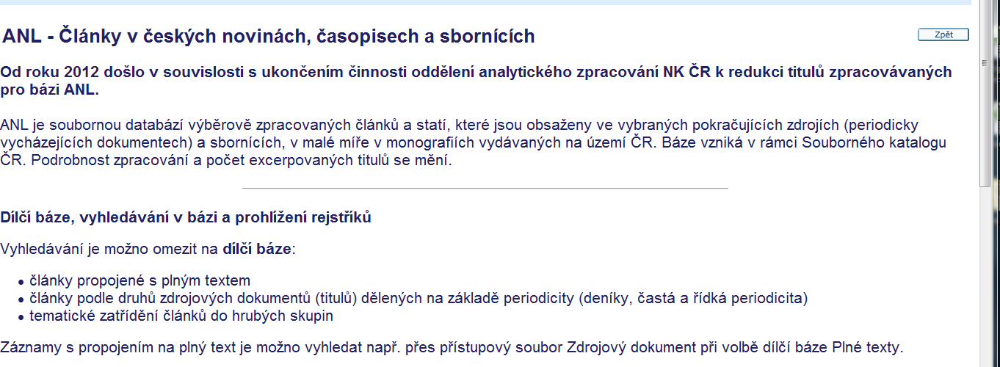 ANL - Články v českých novinách, časopisech a sbornících
Zpět
Od roku 2012 došlo v souvislosti s ukončením činnosti oddělení analytického zpracování NK ČR k redukci titulů zpracovávaných
pro bázi ANL.
ANL je soubornou databází výběrově zpracovaných článků a statí, které jsou obsaženy ve vybraných pokračujících zdrojích (periodicky
vycházejících dokumentech) a sbornících, v malé míře v monografiích vydávaných na území ČR. Báze vzniká v rámci Souborného katalogu
ČR. Podrobnost zpracování a počet excerpovaných titulů se mění.
Dílčí báze, vyhledávání v bázi a prohlížení rejstříků
Vyhledávání je možno omezit na dílčí báze:
• články propojené s plným textem
• články podle druhů zdrojových dokumentů (titulů) dělených na základě periodicity (deníky, častá a řídká periodicita)
• tematické zatřídění článků do hrubých skupin
Záznamy s propojením na plný text je možno vyhledat např. přes přístupový soubor Zdrojový dokument při volbě dílčí báze Plné texty.